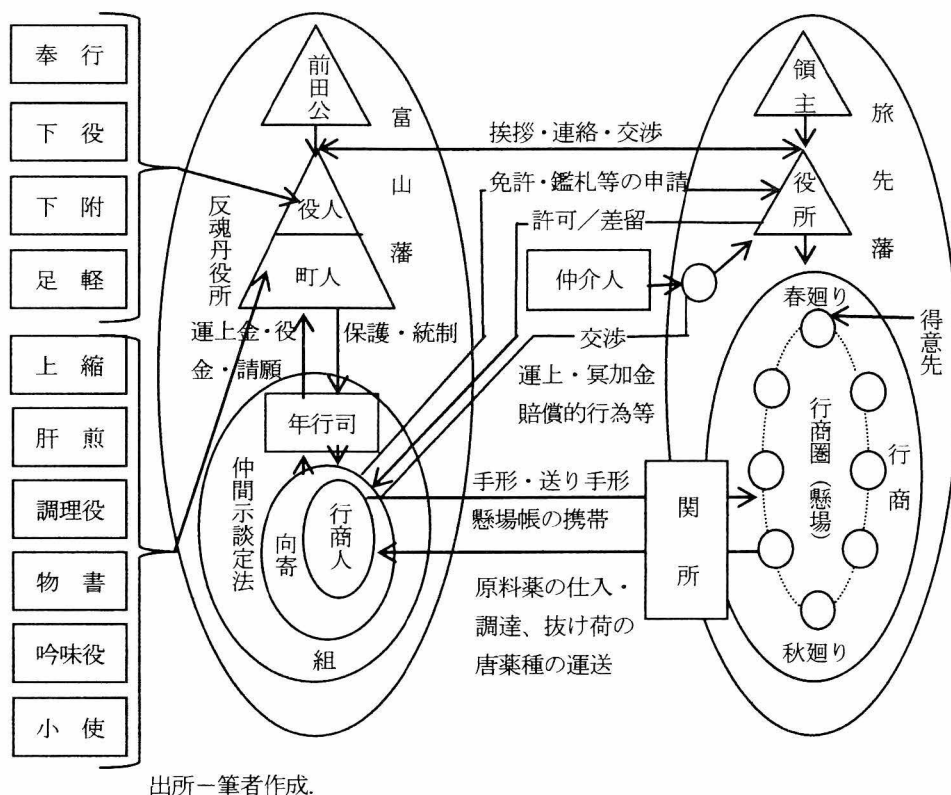 奉行
下役
下附
足軽
上縮
肝煎
調理役
物書
吟味役
小使
前田公
富山藩
反魂丹役所
役人
町人
運上金・役
金・請願
保護・統制
年行司
仲間示談定法
向寄
行商人
組
挨拶・連絡・交渉
免許・鑑札等の申請
許可/差留
仲介人
交渉
運上・冥加金
賠償的行為等
手形・送り手形
懸場帳の携帯
原料薬の仕入・
調達、抜け荷の
唐薬種の運送
関所
領主
旅先藩
役所
春廻り
得意先
行商圏(懸場)
行商
秋廻り
出所－筆者作成.